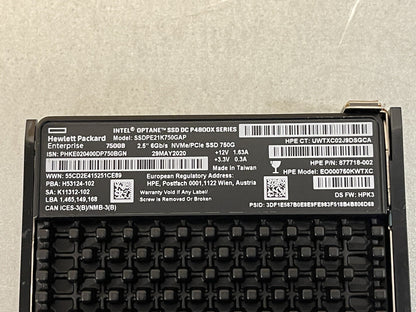 INTEL® OPTANE™ SSD DC P4800X SERIES
Hewlett Packard
Enterprise
Model: SSDPE21K750GAP
750GB 2.5" 6Gb/s NVMe/PCIe SSD 750G
ISN: PHKE020400DP750BGN 29MAY2020 +12V 1.63A
+3.3V 0.3A
WWN: 55CD2E415251CE89 Made in Taiwan
PBA: H53124-102
SA: K11312-102
LBA 1,465,149,168
CAN ICES-3(B)/NMB-3(B)
European Regulatory Address:
HPE, Postfach 0001,1122 Wien, Austria
Warranty Void If
Screw is Removed or Broken
HPE CT: UWTXC02J9D8GCA
HPE P/N: 877718-002
HPE Model: EO000750KWTXC
DS FW: HPK3